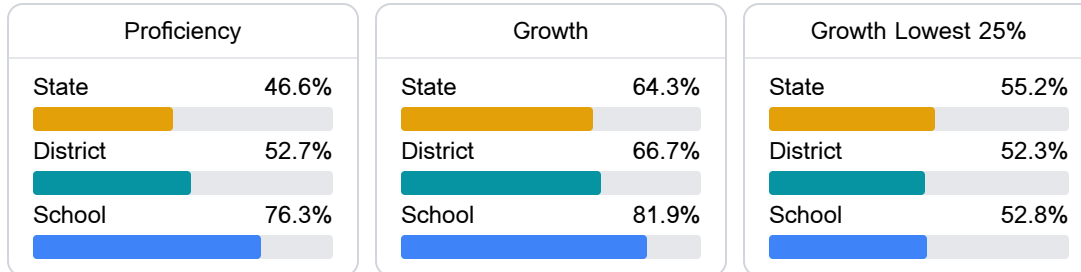 Proficiency
State 46.6%
District 52.7%
School 76.3%
Growth
State 64.3%
District 66.7%
School 81.9%
Growth Lowest 25%
State 55.2%
District 52.3%
School 52.8%